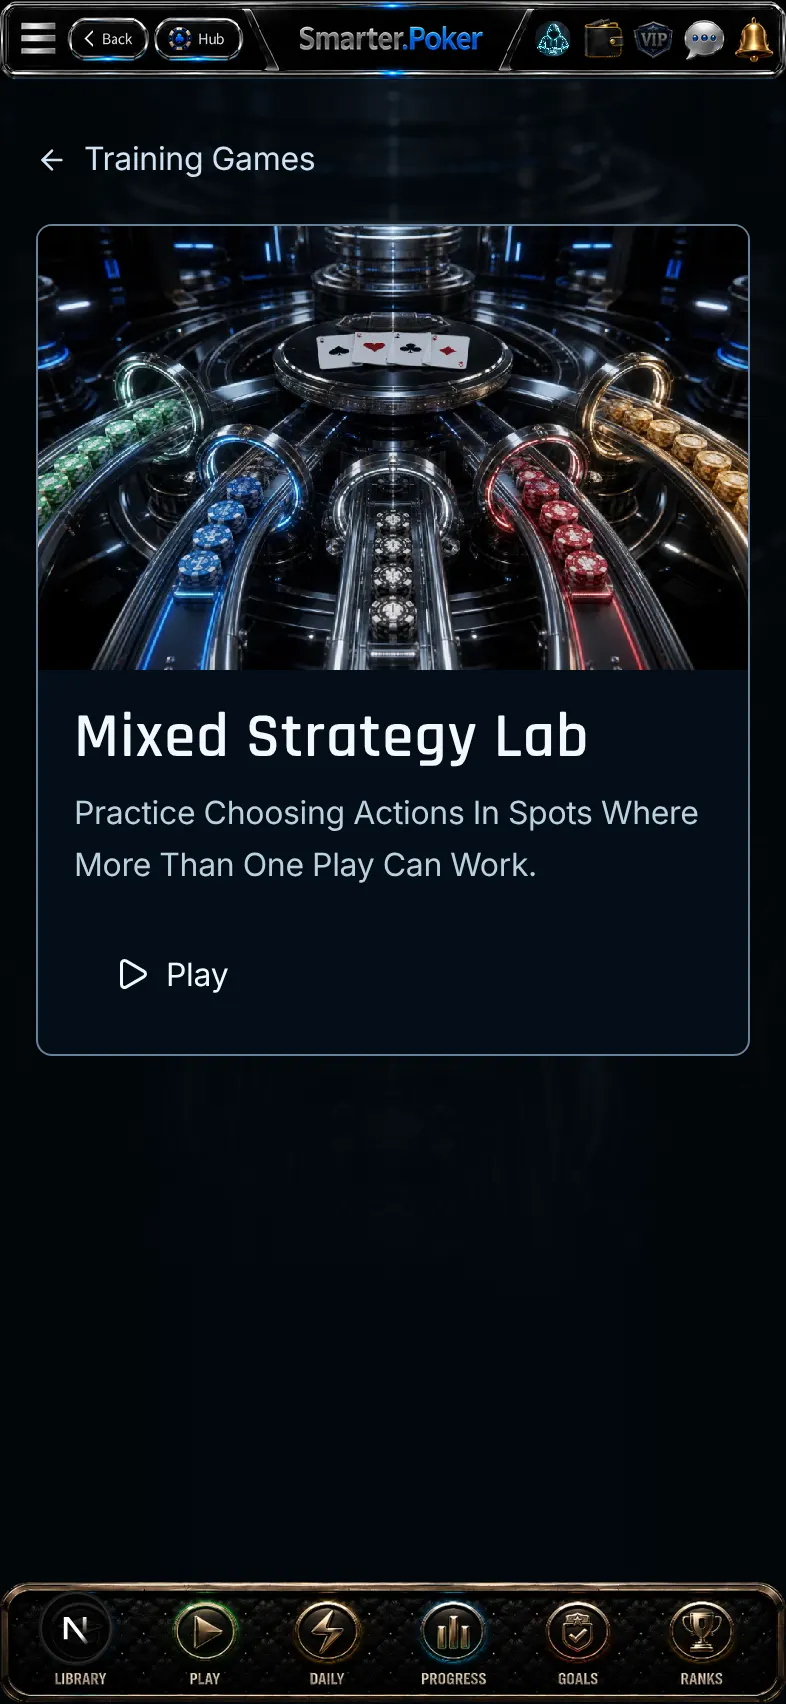 Back
Hub
Smarter.Poker
VIP
Training Games
Mixed Strategy Lab
Practice Choosing Actions In Spots Where
More Than One Play Can Work.
Play
N
LIBRARY
PLAY
DAILY
PROGRESS
GOALS
RANKS